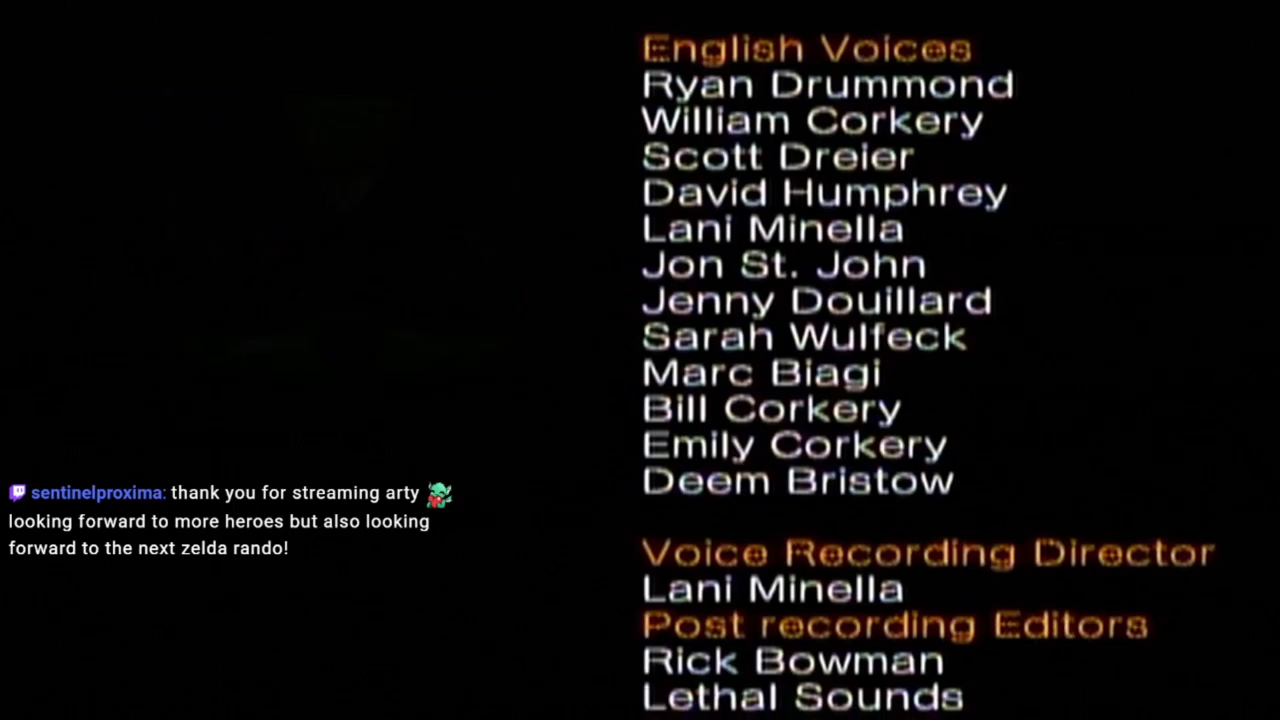 English Voices
Ryan Drummond
William Corkery
Scott Dreier
David Humphrey
Lani Minella
Jon St. John
Jenny Douillard
Sarah Wulfeck
Marc Biagi
Bill Corkery
Emily Corkery
Deem Bristow
Voice Recording Director
Lani Minella
Post recording Editors
Rick Bowman
Lethal Sounds
sentinelproxima: thank you for streaming arty
looking forward to more heroes but also looking
forward to the next zelda rando!